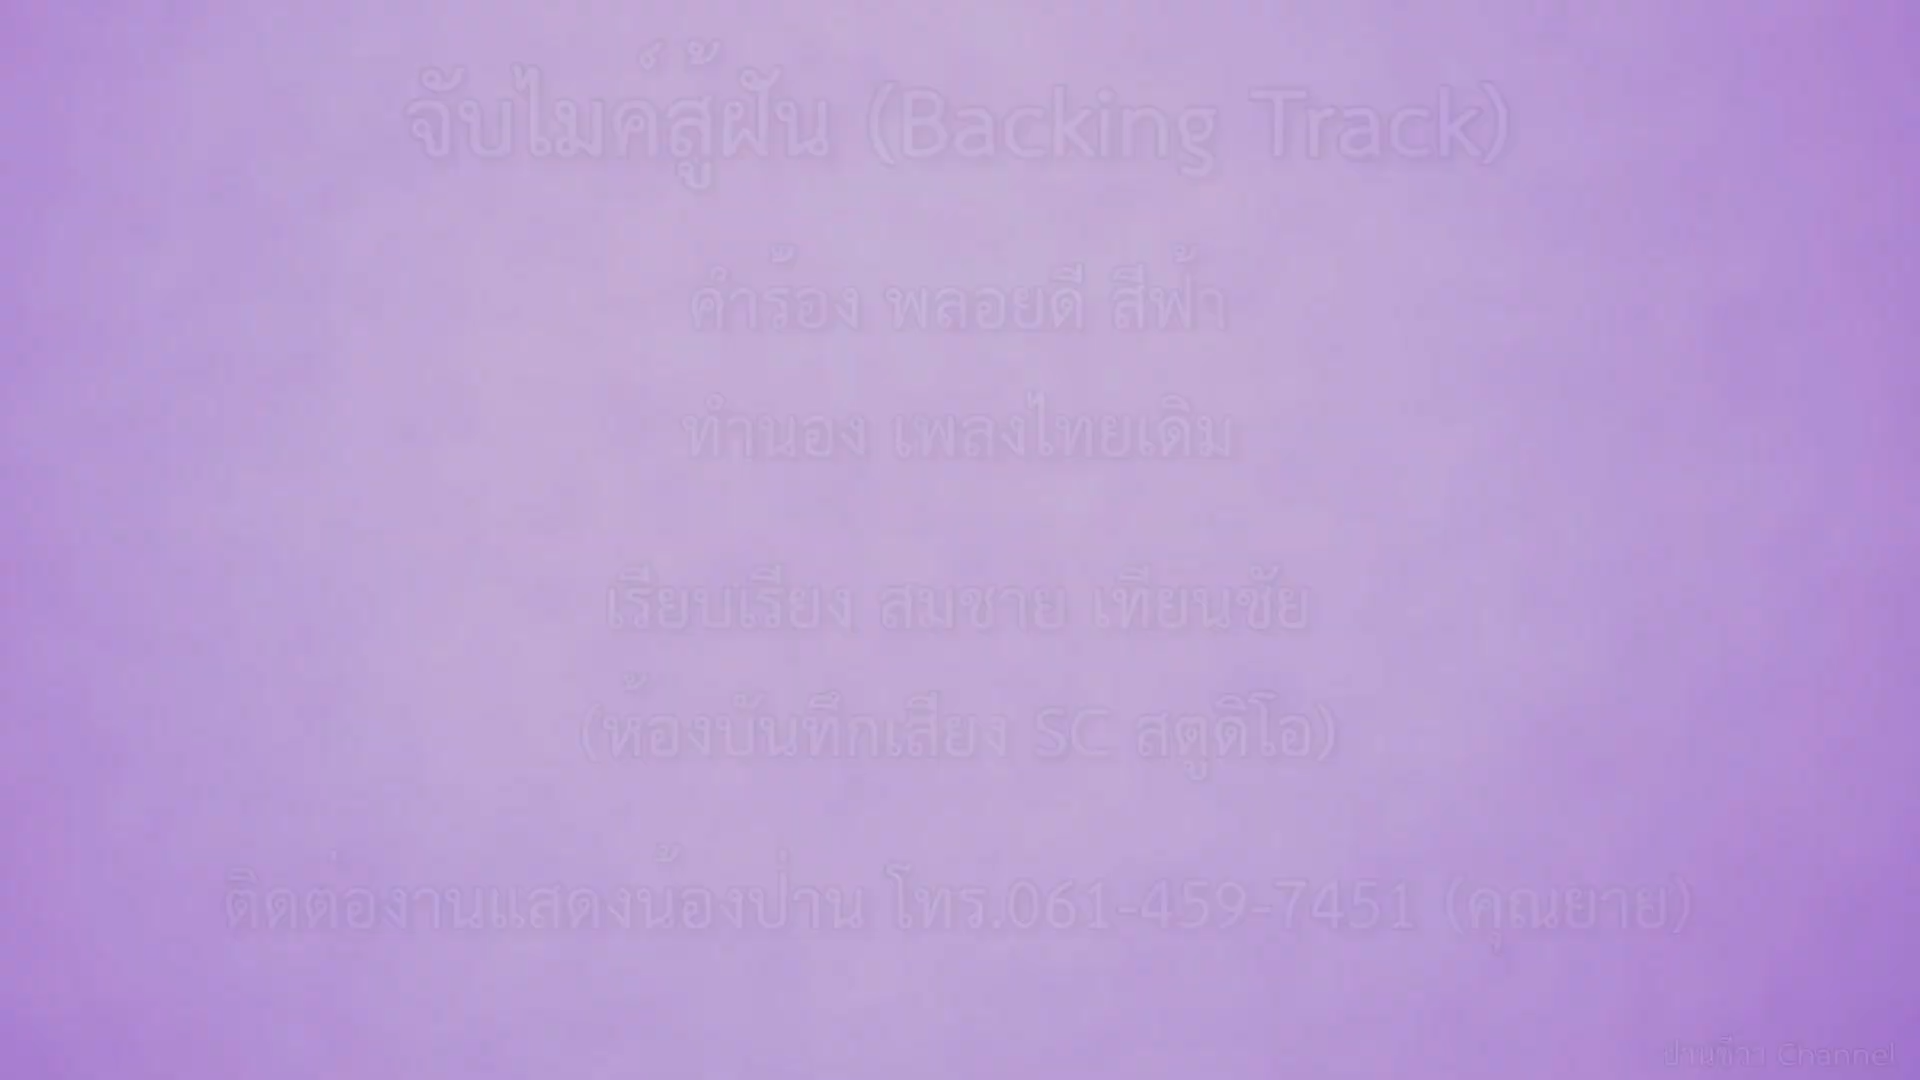 จับไมค์สู้ฝัน (Backing Track)
คำร้อง พลอยดี สีฟ้า
ทำนอง เพลงไทยเดิม
เรียบเรียง สมชาย เทียนชัย
(ห้องบันทึกเสียง SC สตูดิโอ)
ติดต่องานแสดงน้องป่าน โทร.061-459-7451 (คุณยาย)
Channel